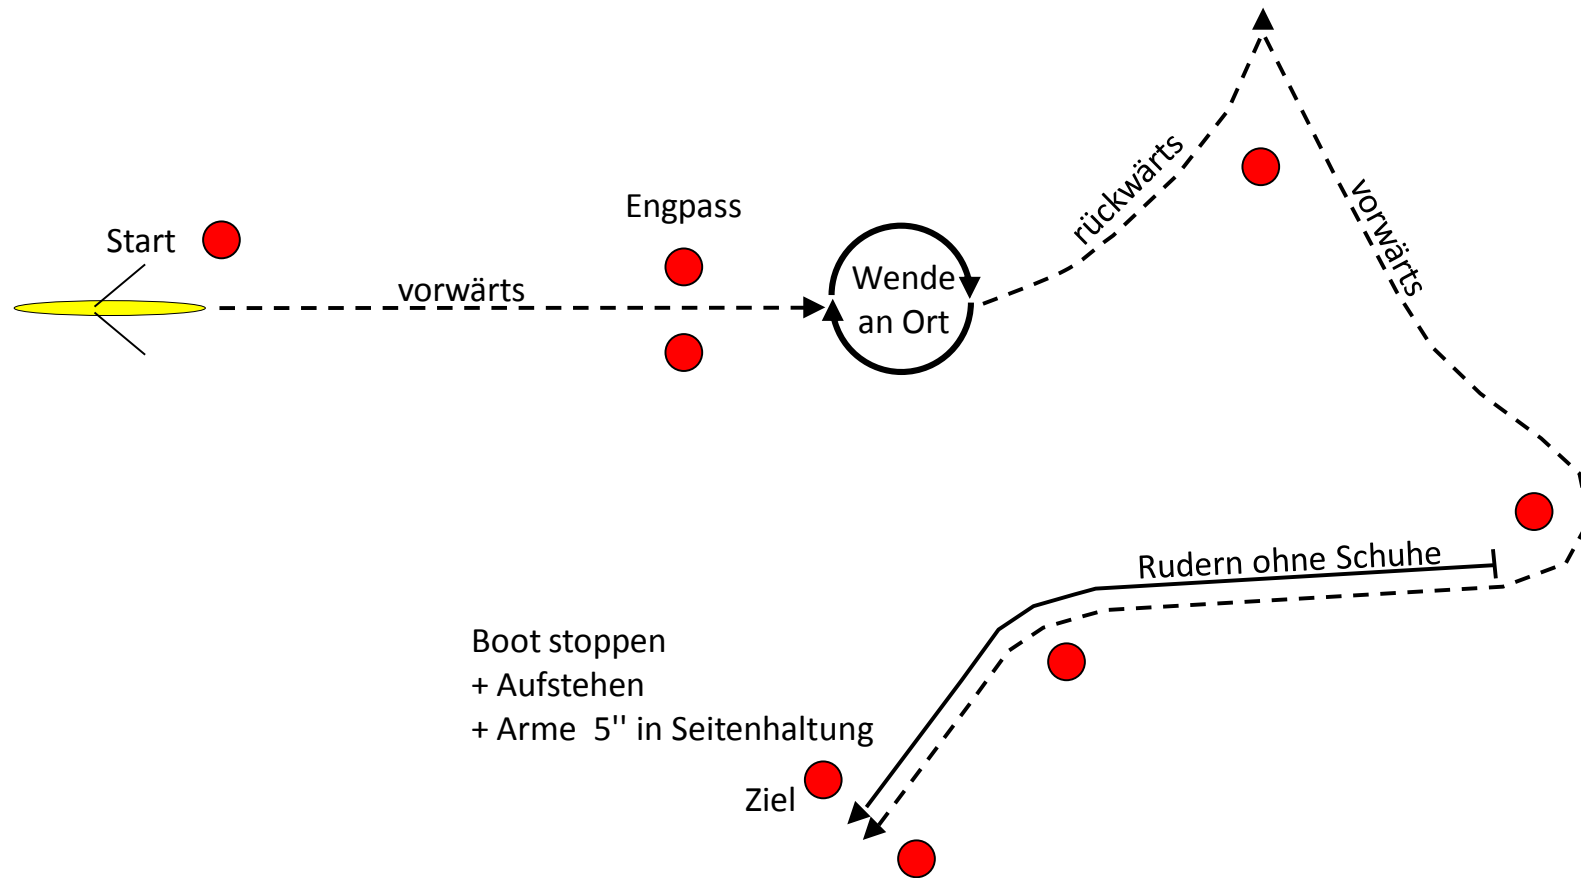 Start
vorwärts
Engpass
Wende
an Ort
rückwärts
vorwärts
Rudern ohne Schuhe
Boot stoppen
+ Aufstehen
+ Arme  5'' in Seitenhaltung
Ziel